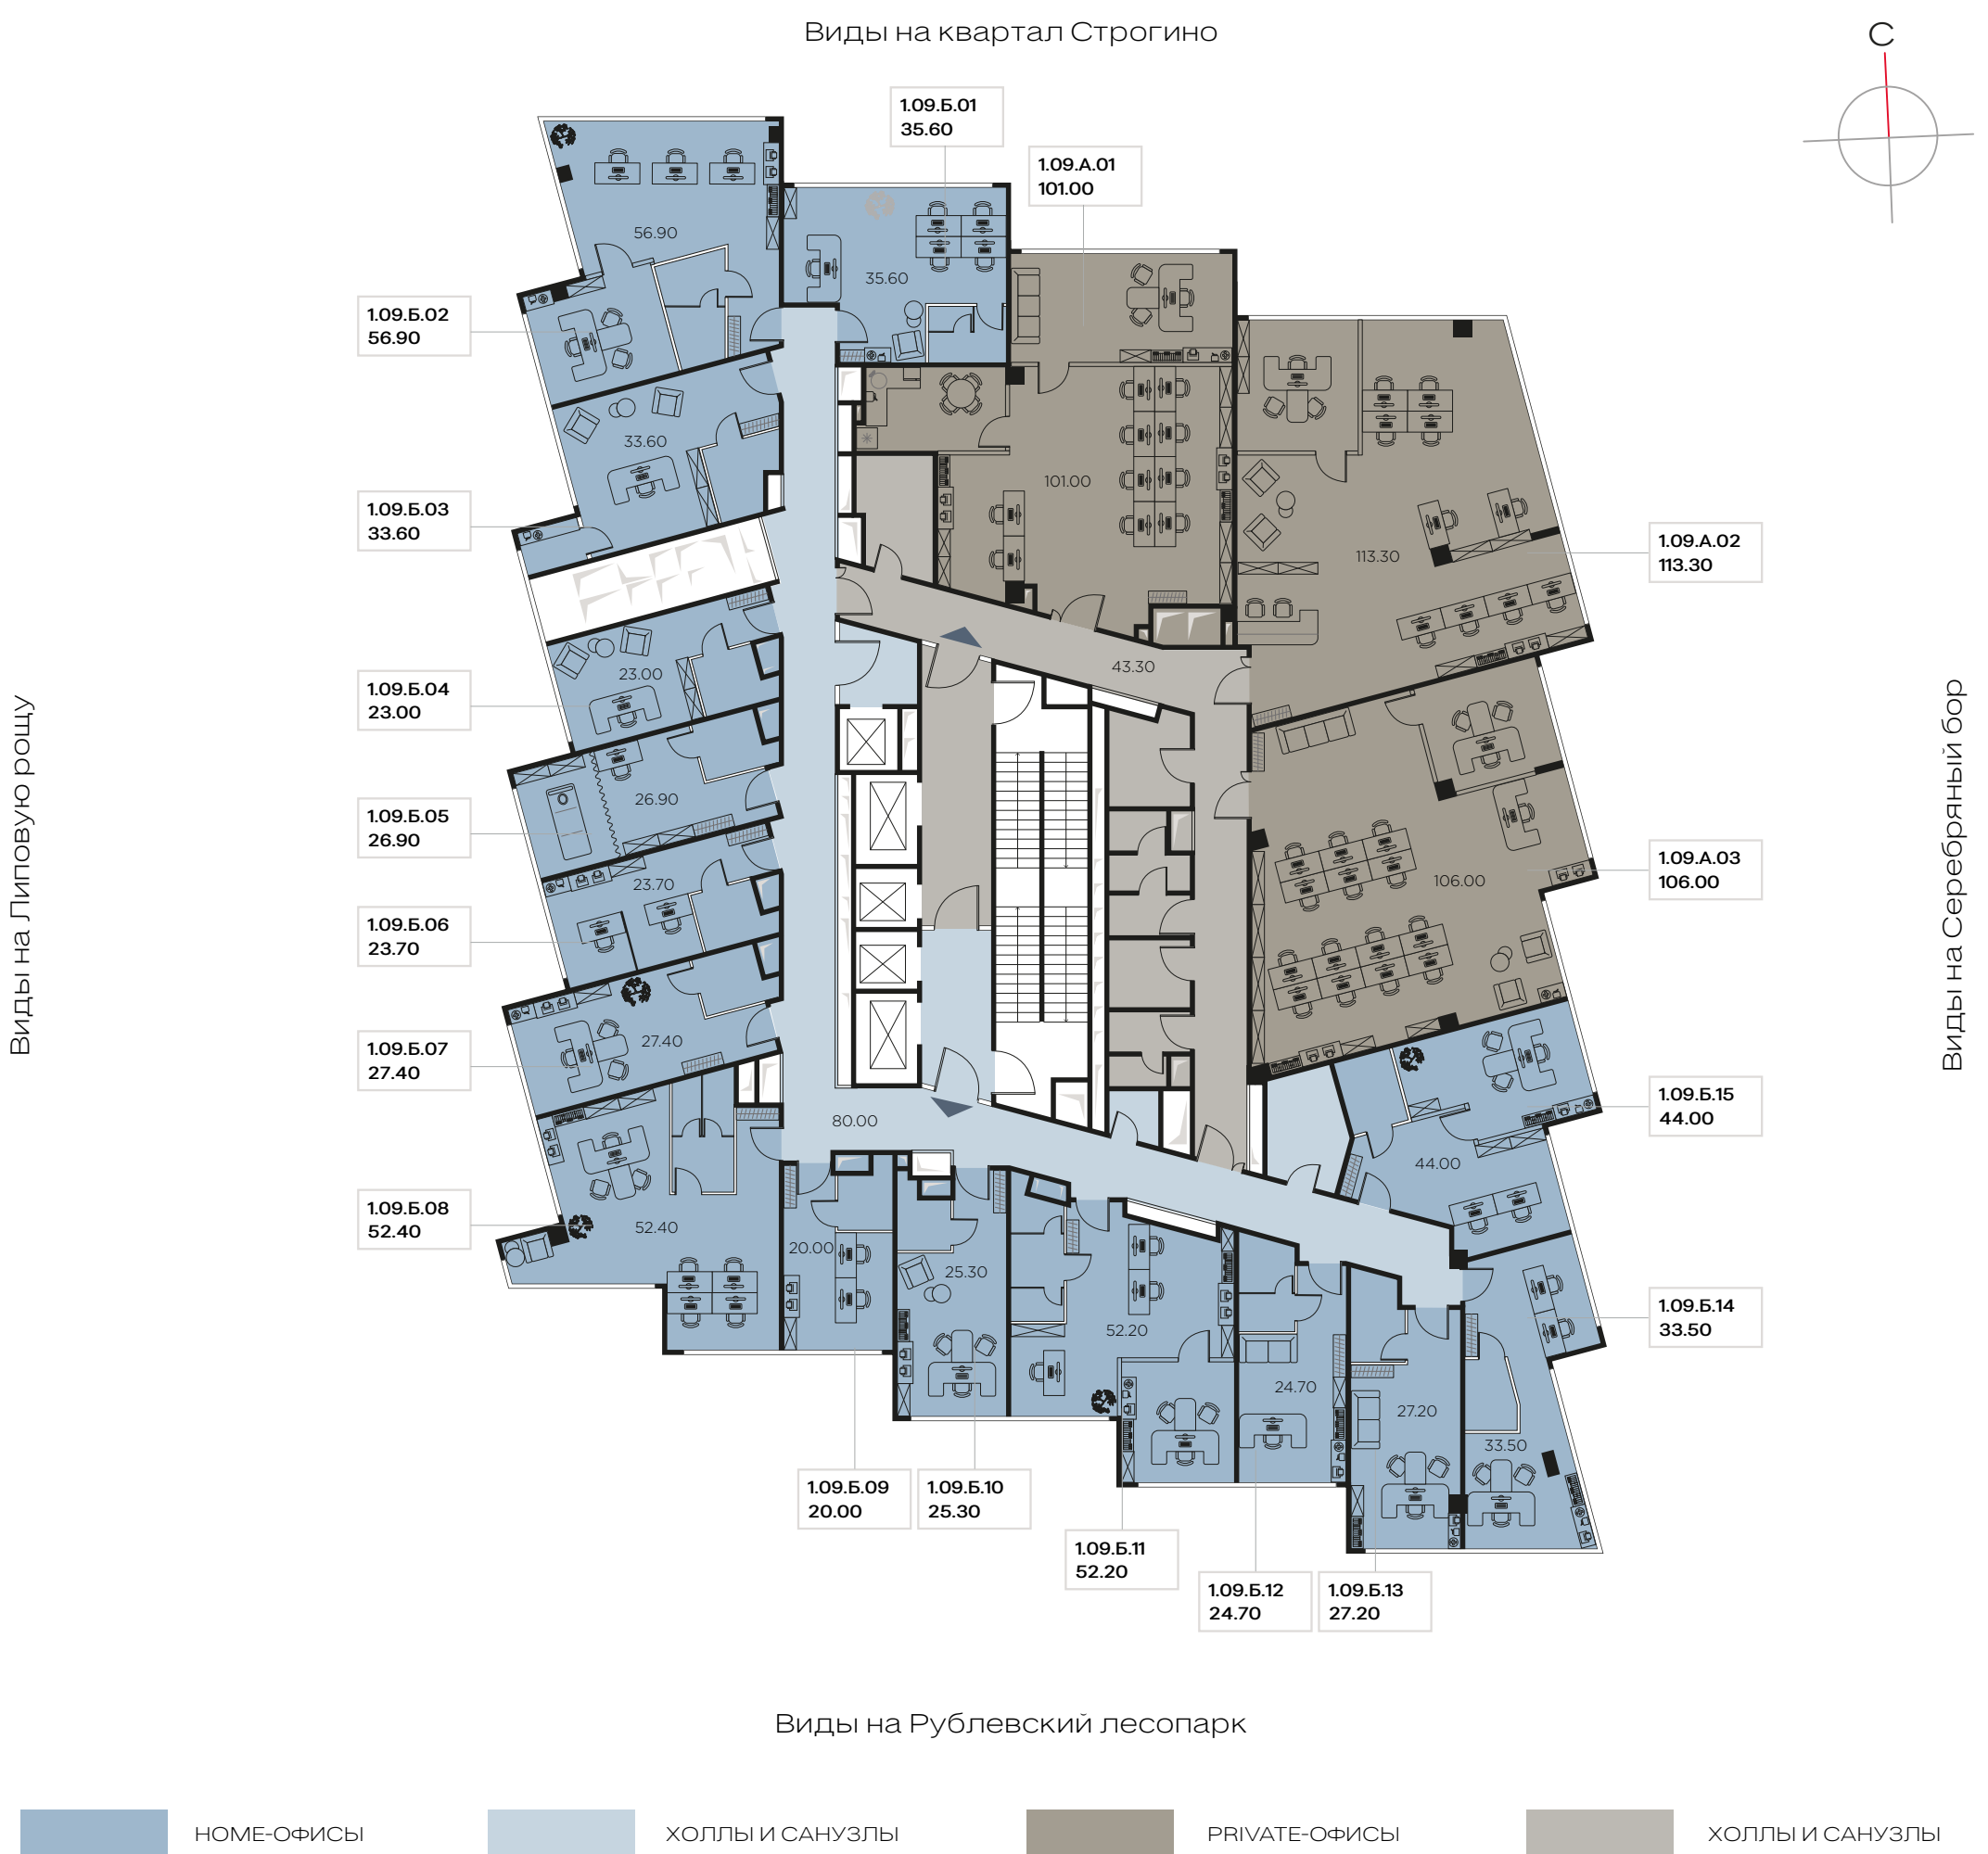 Виды на квартал Строгино
С
1.09.Б.01
35.60
1.09.А.01
101.00
56.90
35.60
1.09.Б.02
56.90
33.60
101.00
1.09.Б.03
33.60
113.30
1.09.А.02
113.30
43.30
23.00
1.09.Б.04
23.00
Виды на Липовую рощу
Виды на Серебряный бор
26.90
1.09.Б.05
26.90
23.70
106.00
1.09.А.03
106.00
1.09.Б.06
23.70
27.40
1.09.Б.07
27.40
80.00
1.09.Б.15
44.00
44.00
1.09.Б.08
52.40
52.40
20.00
25.30
52.20
1.09.Б.14
33.50
24.70
27.20
33.50
1.09.Б.09
20.00
1.09.Б.10
25.30
1.09.Б.11
52.20
1.09.Б.12
24.70
1.09.Б.13
27.20
Виды на Рублевский лесопарк
HOME-ОФИСЫ
ХОЛЛЫ И САНУЗЛЫ
PRIVATE-ОФИСЫ
ХОЛЛЫ И САНУЗЛЫ